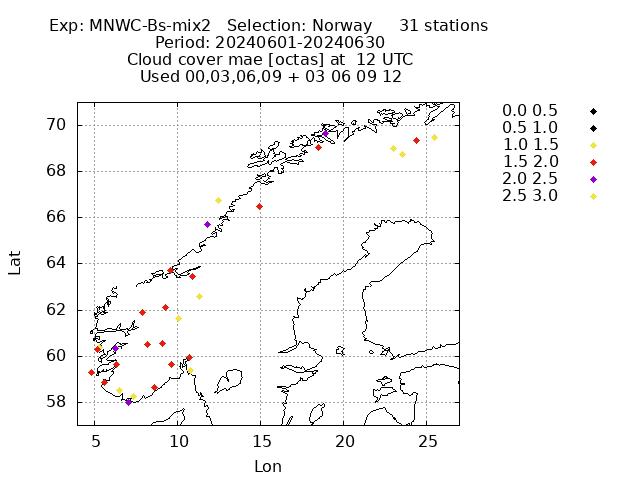 Exp: MNWC-Bs-mix2   Selection: Norway     31 stations
Period: 20240601-20240630
Cloud cover mae [octas] at  12 UTC
Used 00,03,06,09 + 03 06 09 12
0.0 0.5
0.5 1.0
1.0 1.5
1.5 2.0
2.0 2.5
2.5 3.0
70
68
66
64
62
60
58
Lat
5 10 15 20 25
Lon